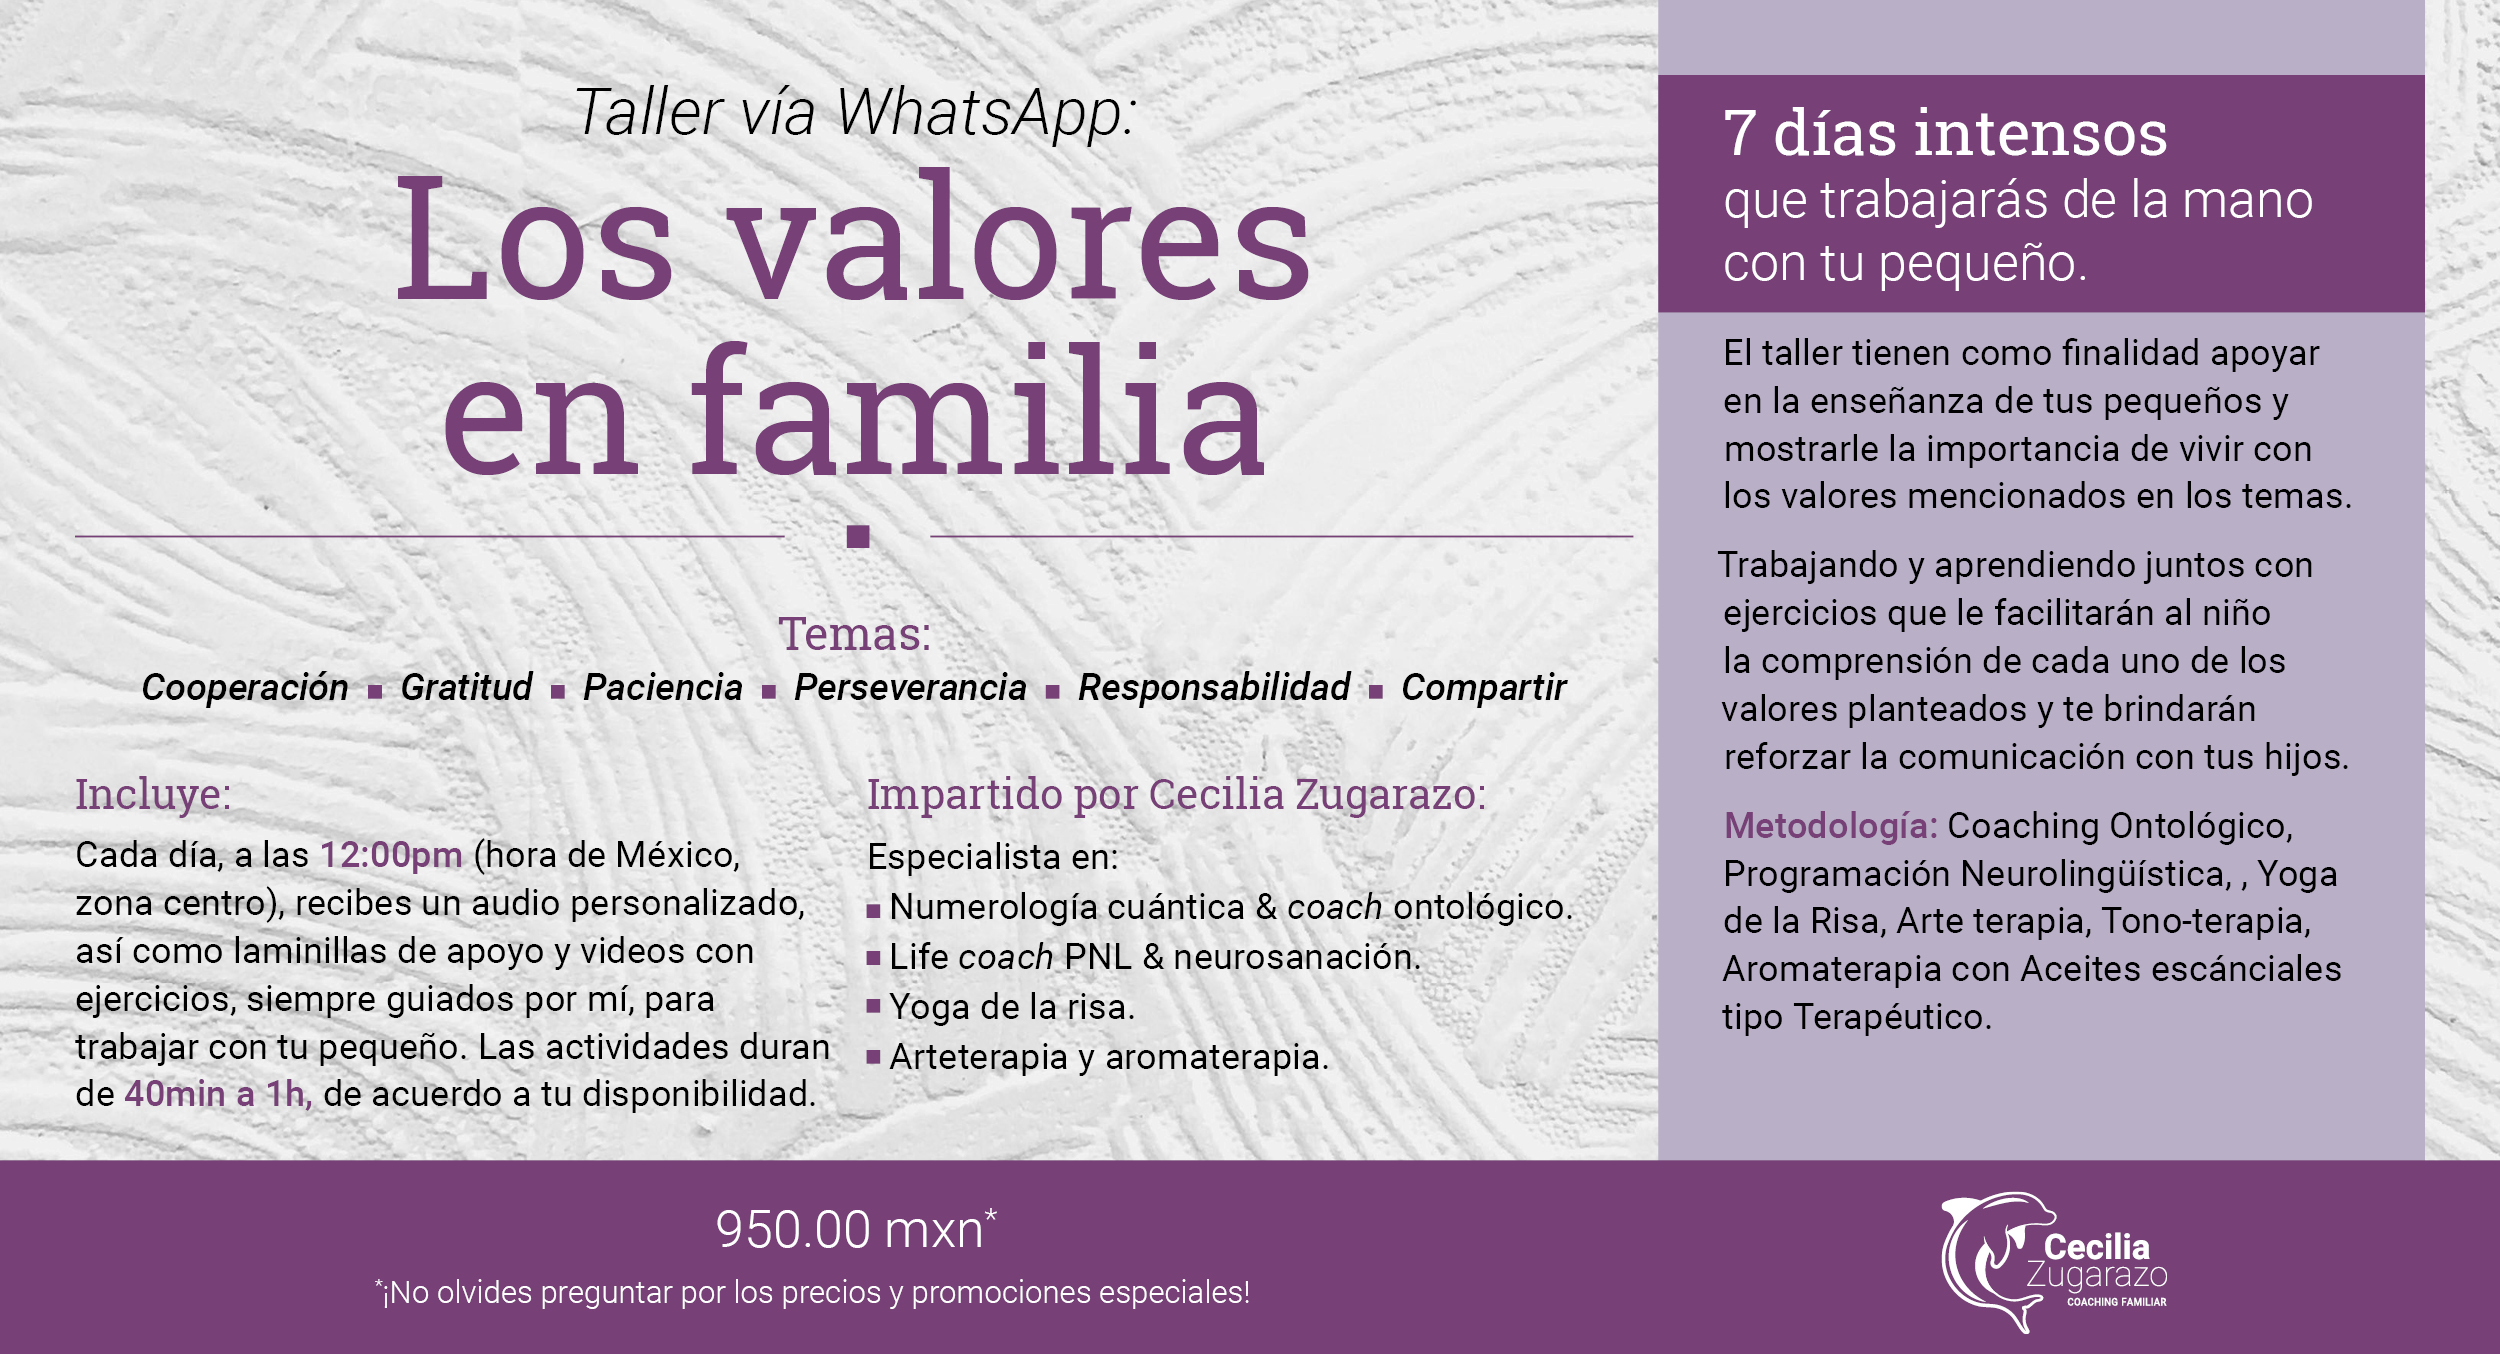 Taller vía WhatsApp:
Los valores
en familia
Temas:
Cooperación ▪ Gratitud ▪ Paciencia ▪ Perseverancia ▪ Responsabilidad ▪ Compartir
Incluye:
Cada día, a las 12:00pm (hora de México,
zona centro), recibes un audio personalizado,
así como laminillas de apoyo y videos con
ejercicios, siempre guiados por mí, para
trabajar con tu pequeño. Las actividades duran
de 40min a 1h, de acuerdo a tu disponibilidad.
Impartido por Cecilia Zugarazo:
Especialista en:
▪ Numerología cuántica & coach ontológico.
▪ Life coach PNL & neurosanación.
▪ Yoga de la risa.
▪ Arteterapia y aromaterapia.
7 días intensos
que trabajarás de la mano
con tu pequeño.
El taller tienen como finalidad apoyar
en la enseñanza de tus pequeños y
mostrarle la importancia de vivir con
los valores mencionados en los temas.
Trabajando y aprendiendo juntos con
ejercicios que le facilitarán al niño
la comprensión de cada uno de los
valores planteados y te brindarán
reforzar la comunicación con tus hijos.
Metodología: Coaching Ontológico,
Programación Neurolingüística, , Yoga
de la Risa, Arte terapia, Tono-terapia,
Aromaterapia con Aceites escánciales
tipo Terapéutico.
950.00 mxn*
*¡No olvides preguntar por los precios y promociones especiales!
Cecilia
Zugarazo
COACHING FAMILIAR